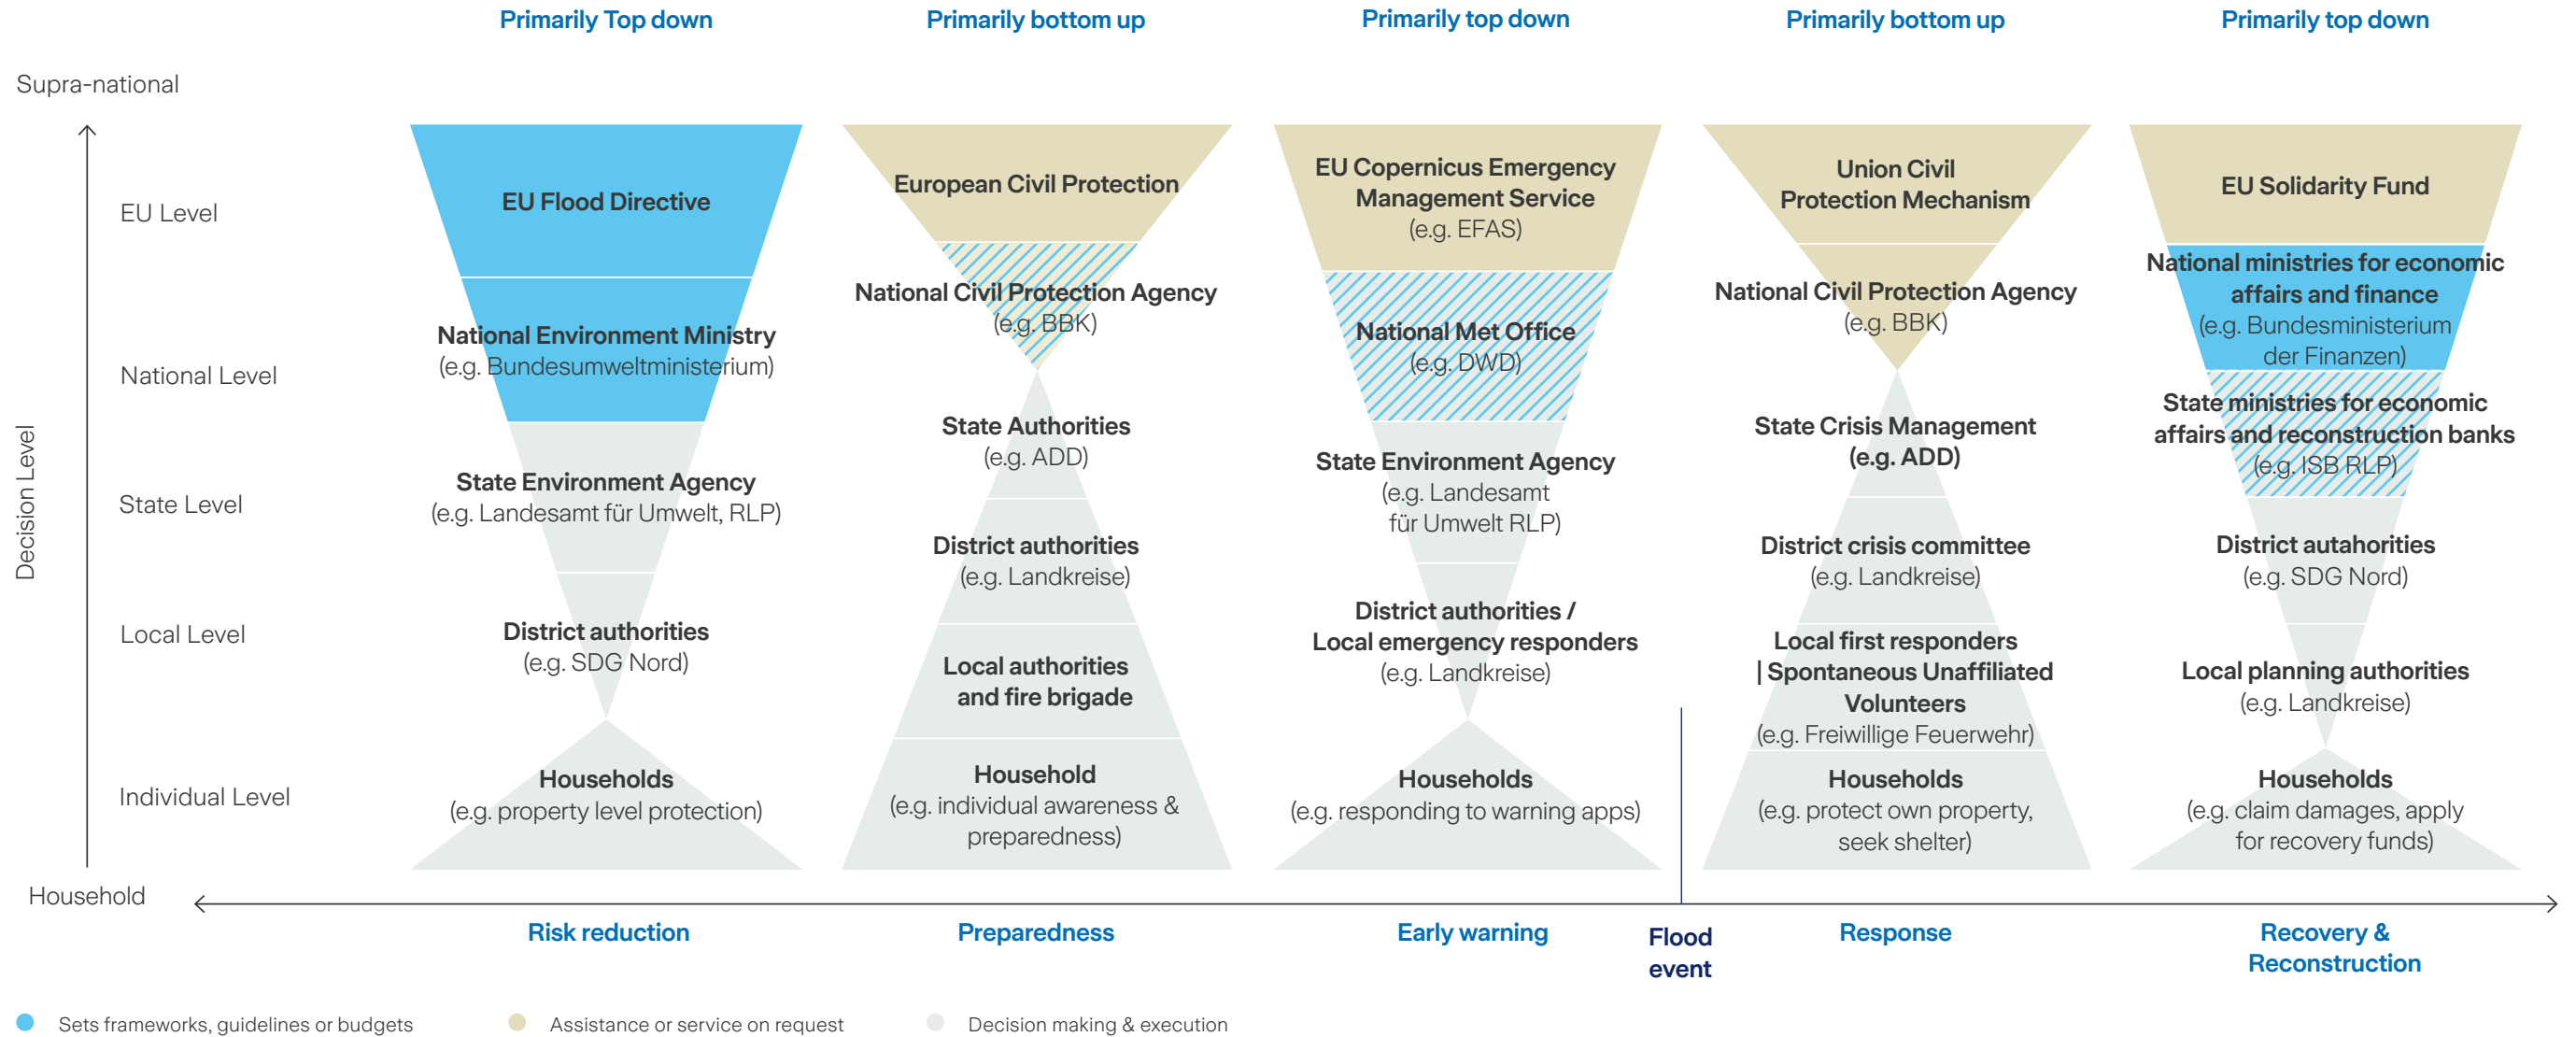 Primarily Top down
Primarily bottom up
Primarily top down
Primarily bottom up
Primarily top down
Supra-national
Decision Level
EU Level
National Level
State Level
Local Level
Individual Level
Household
EU Flood Directive
National Environment Ministry
(e.g. Bundesumweltministerium)
State Environment Agency
(e.g. Landesamt für Umwelt, RLP)
District authorities
(e.g. SDG Nord)
Households
(e.g. property level protection)
European Civil Protection
National Civil Protection Agency
(e.g. BBK)
State Authorities
(e.g. ADD)
District authorities
(e.g. Landkreise)
Local authorities
and fire brigade
Household
(e.g. individual awareness &
preparedness)
EU Copernicus Emergency
Management Service
(e.g. EFAS)
National Met Office
(e.g. DWD)
State Environment Agency
(e.g. Landesamt
für Umwelt RLP)
District authorities /
Local emergency responders
(e.g. Landkreise)
Households
(e.g. responding to warning apps)
Union Civil
Protection Mechanism
National Civil Protection Agency
(e.g. BBK)
State Crisis Management
(e.g. ADD)
District crisis committee
(e.g. Landkreise)
Local first responders
| Spontaneous Unaffiliated
Volunteers
(e.g. Freiwillige Feuerwehr)
Households
(e.g. protect own property,
seek shelter)
EU Solidarity Fund
National ministries for economic
affairs and finance
(e.g. Bundesministerium
der Finanzen)
State ministries for economic
affairs and reconstruction banks
(e.g. ISB RLP)
District autahorities
(e.g. SDG Nord)
Local planning authorities
(e.g. Landkreise)
Households
(e.g. claim damages, apply
for recovery funds)
Risk reduction
Preparedness
Early warning
Flood
event
Response
Recovery &
Reconstruction
Sets frameworks, guidelines or budgets
Assistance or service on request
Decision making & execution